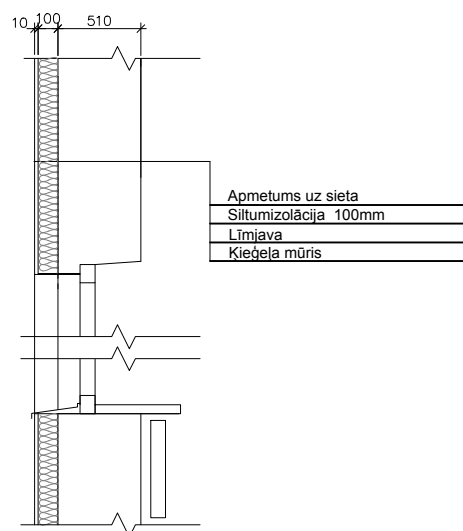 10 100 510
Apmetums uz sieta
Siltumizolācija 100mm
Līmjava
Ķieģeļa mūris